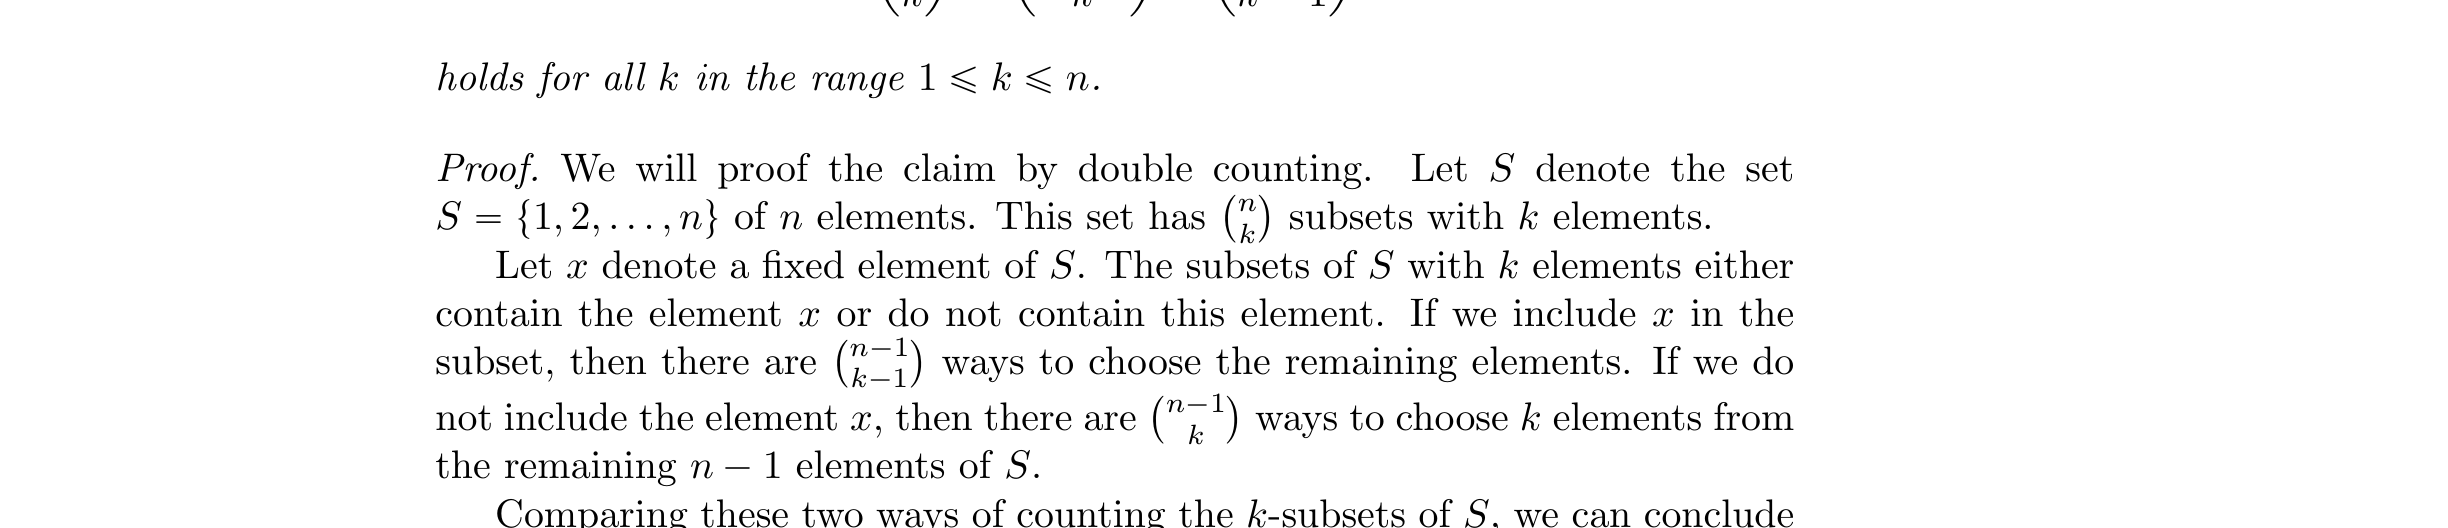 holds for all k in the range 1 ⩽ k ⩽ n.
Proof. We will proof the claim by double counting. Let S denote the set
S = {1, 2, . . . , n} of n elements. This set has \binom{n}{k} subsets with k elements.
Let x denote a fixed element of S. The subsets of S with k elements either
contain the element x or do not contain this element. If we include x in the
subset, then there are \binom{n−1}{k−1} ways to choose the remaining elements. If we do
not include the element x, then there are \binom{n−1}{k} ways to choose k elements from
the remaining n − 1 elements of S.
Comparing these two ways of counting the k-subsets of S, we can conclude